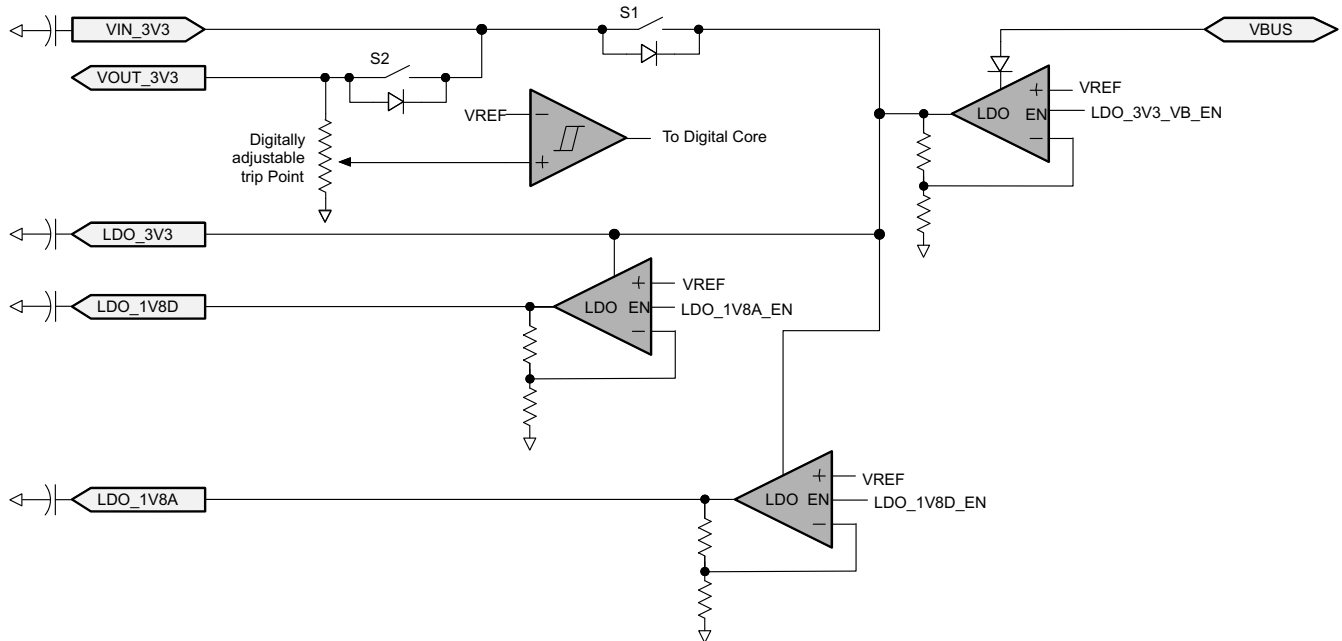 VIN_3V3
S1
VBUS
VOUT_3V3
S2
VREF
−
+
To Digital Core
Digitally
adjustable
trip Point
LDO
+
EN
−
VREF
LDO_3V3_VB_EN
LDO_3V3
LDO_1V8D
LDO
+
EN
−
VREF
LDO_1V8A_EN
LDO_1V8A
LDO
+
EN
−
VREF
LDO_1V8D_EN